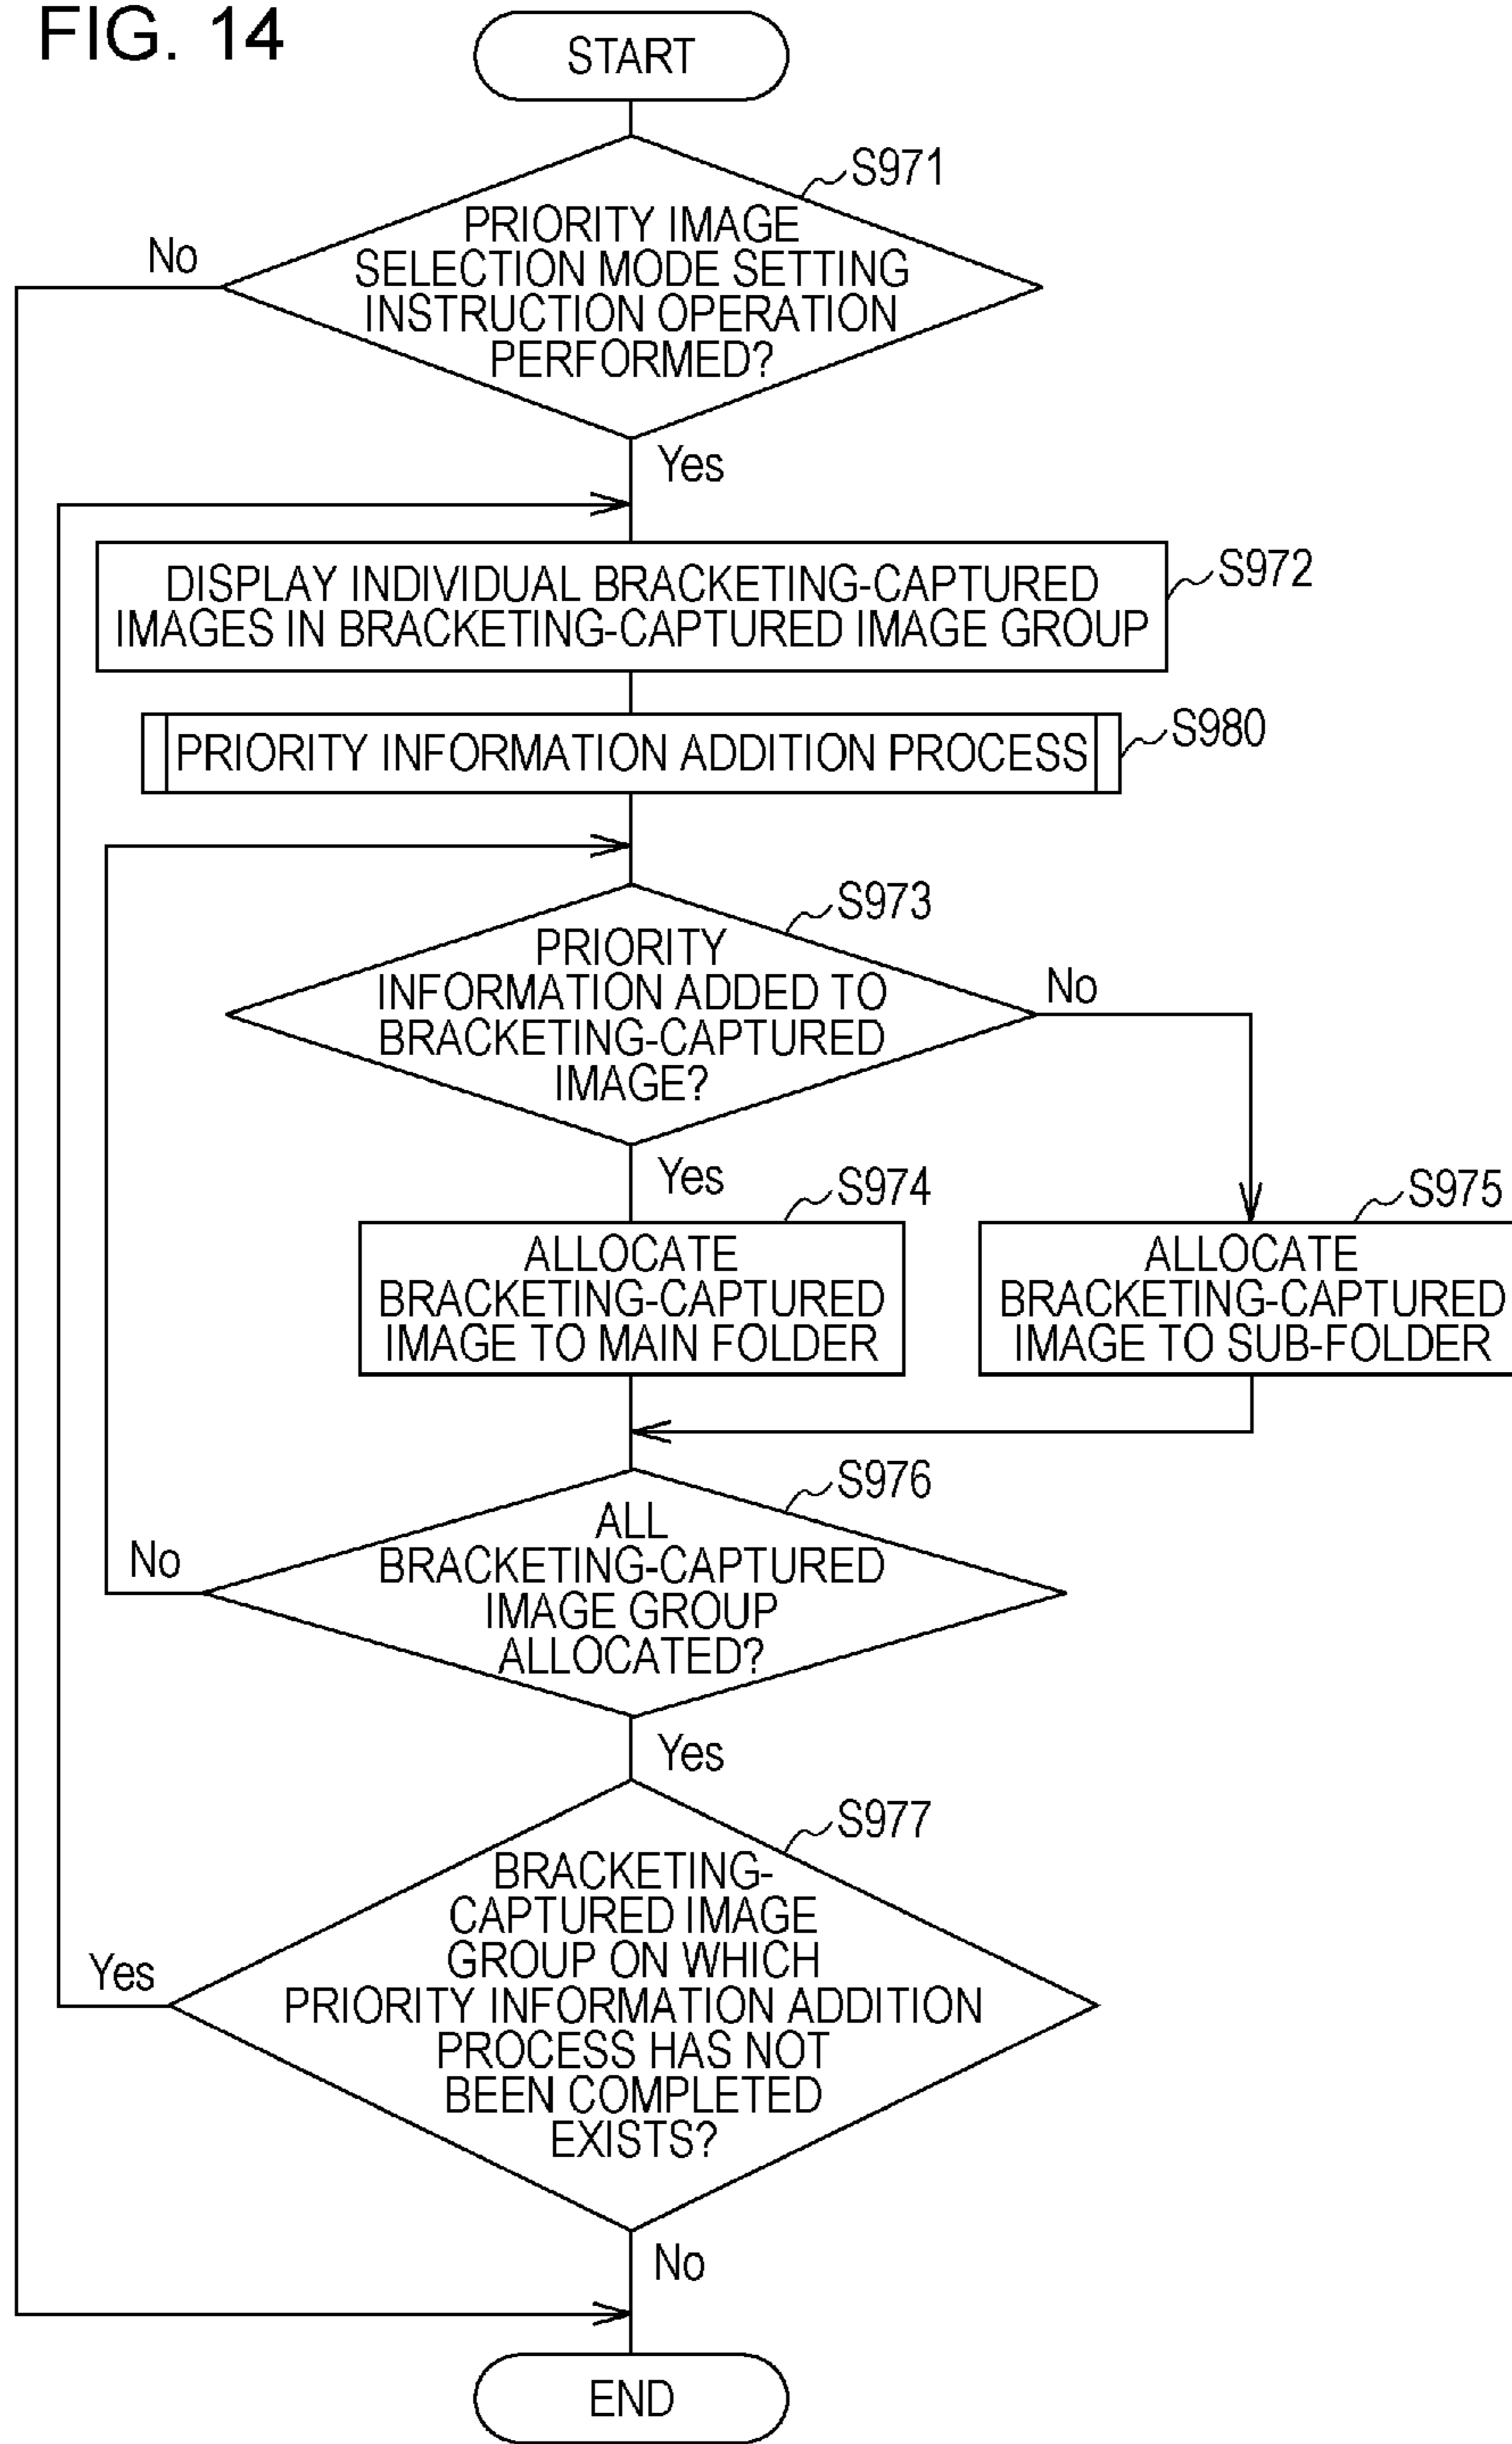 FIG. 14
START
S971
PRIORITY IMAGE
SELECTION MODE SETTING
INSTRUCTION OPERATION
PERFORMED?
No
Yes
DISPLAY INDIVIDUAL BRACKETING-CAPTURED
IMAGES IN BRACKETING-CAPTURED IMAGE GROUP
S972
PRIORITY INFORMATION ADDITION PROCESS
S980
S973
PRIORITY
INFORMATION ADDED TO
BRACKETING-CAPTURED
IMAGE?
No
Yes
S974
ALLOCATE
BRACKETING-CAPTURED
IMAGE TO MAIN FOLDER
S975
ALLOCATE
BRACKETING-CAPTURED
IMAGE TO SUB-FOLDER
S976
ALL
BRACKETING-CAPTURED
IMAGE GROUP
ALLOCATED?
No
Yes
S977
BRACKETING-
CAPTURED IMAGE
GROUP ON WHICH
PRIORITY INFORMATION ADDITION
PROCESS HAS NOT
BEEN COMPLETED
EXISTS?
Yes
No
END